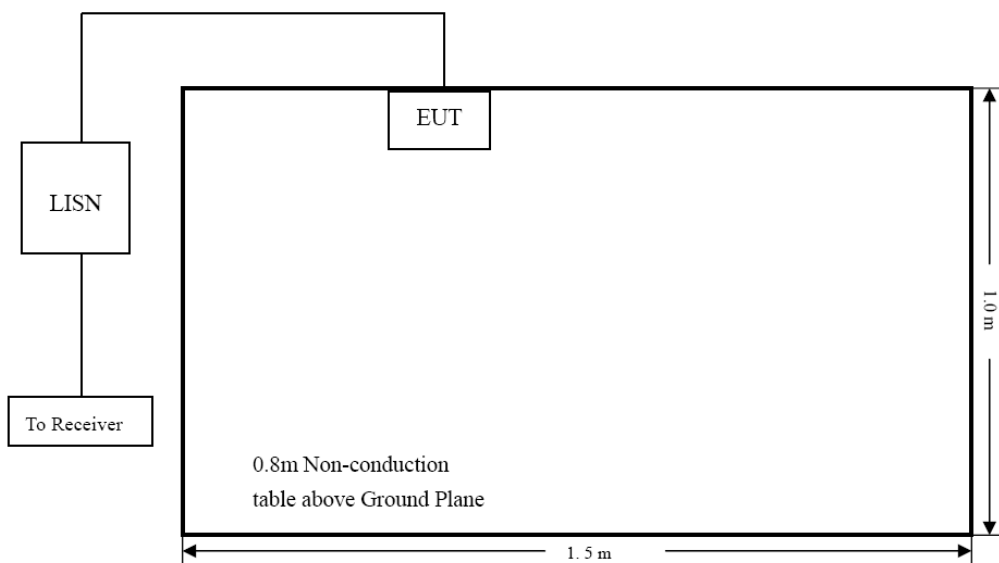 EUT
LISN
1.0 m
To Receiver
0.8m Non-conduction
table above Ground Plane
1. 5 m